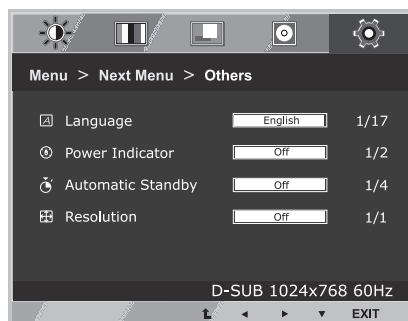 Menu > Next Menu > Others
Language English 1/17
Power Indicator Off 1/2
Automatic Standby Off 1/4
Resolution Off 1/1
D-SUB 1024x768 60Hz
EXIT